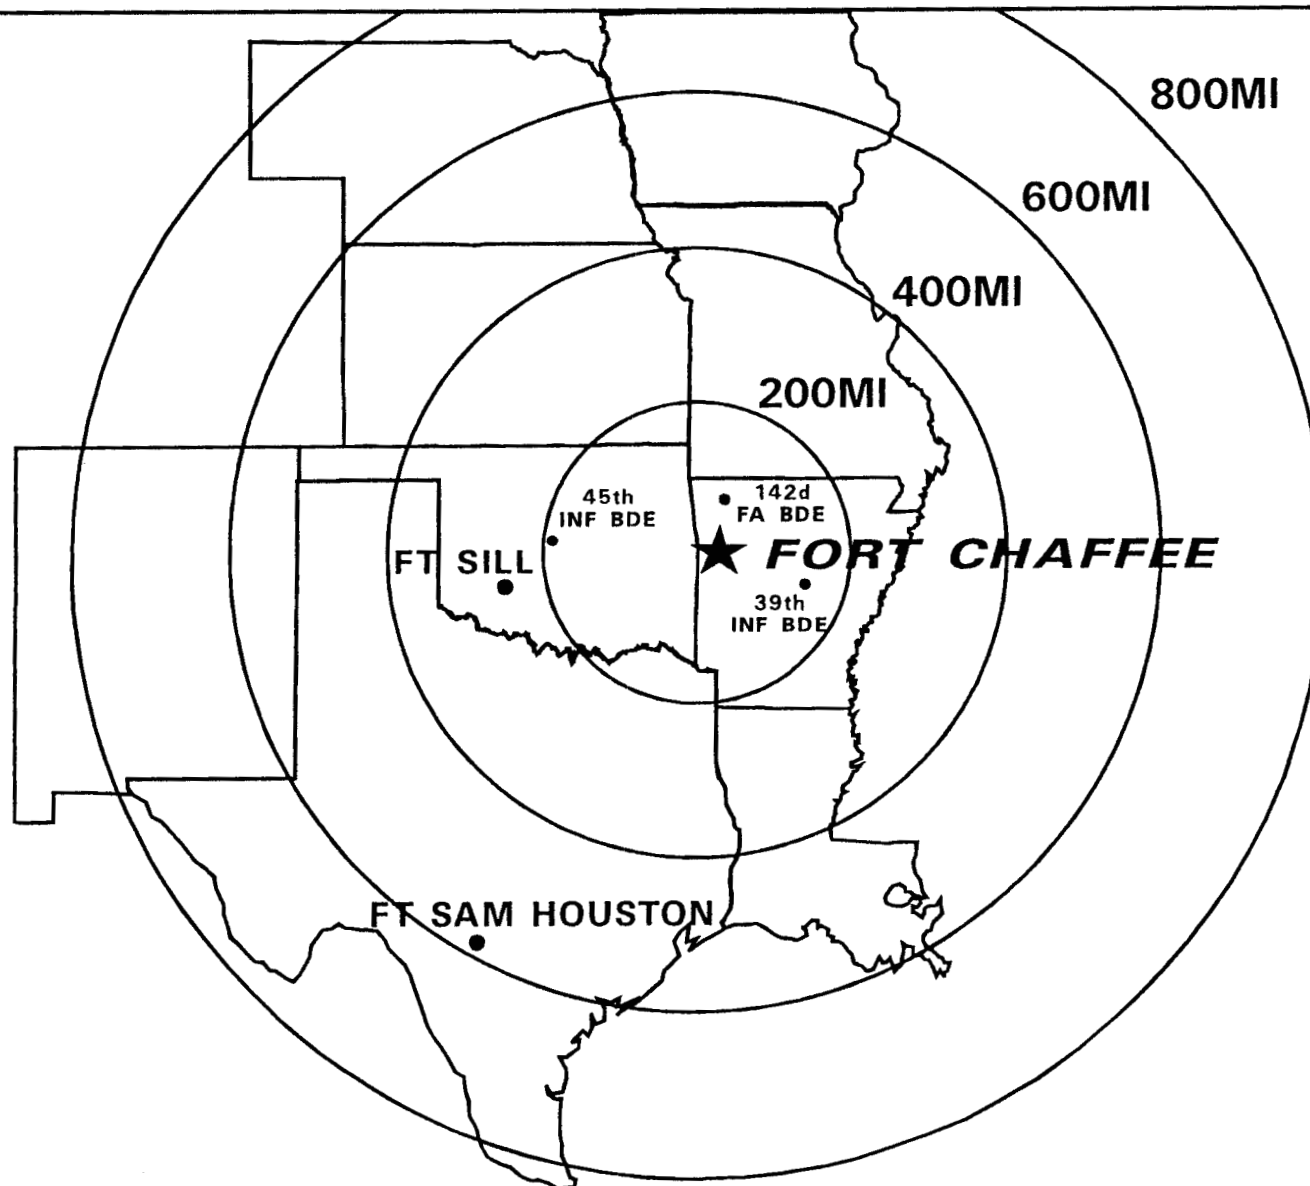 800MI
600MI
400MI
200MI
45th
INF BDE
142d
FA BDE
FT SILL
FORT CHAFFEE
39th
INF BDE
FT SAM HOUSTON